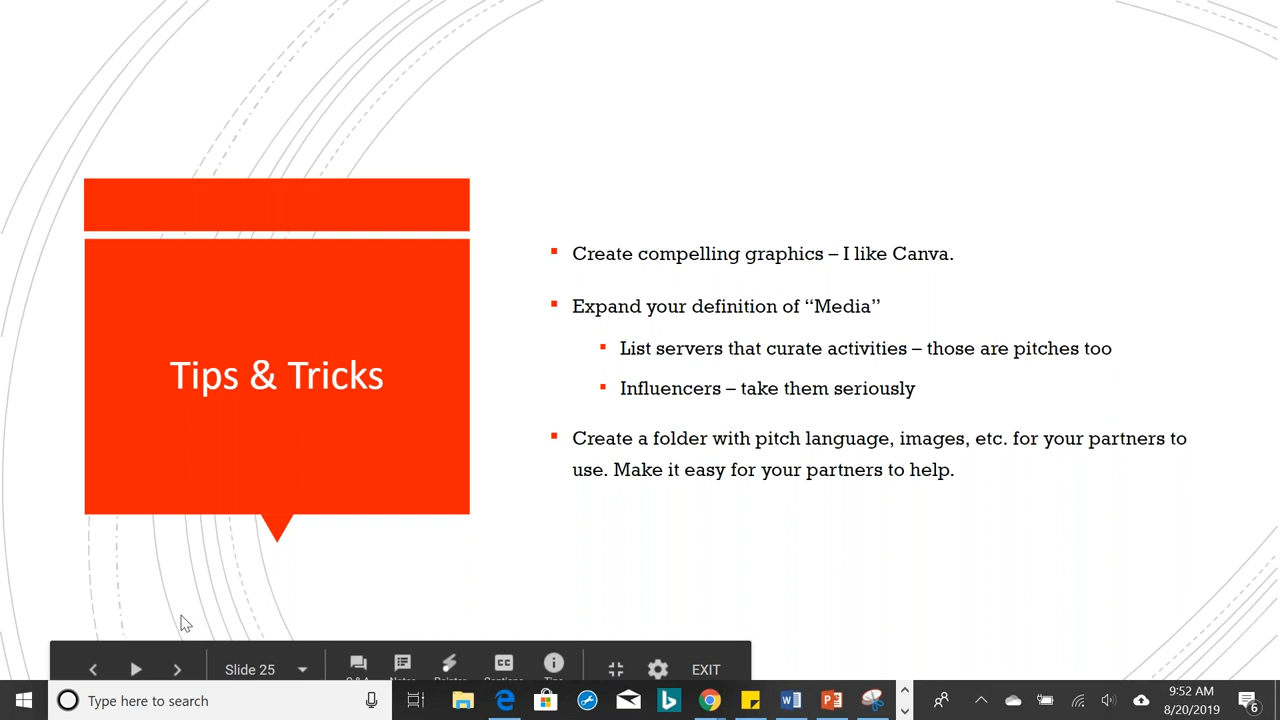 Tips & Tricks
Create compelling graphics – I like Canva.
Expand your definition of “Media”
List servers that curate activities – those are pitches too
Influencers – take them seriously
Create a folder with pitch language, images, etc. for your partners to
use. Make it easy for your partners to help.
Slide 25
EXIT
Type here to search
9:52 AM
8/20/2019
6